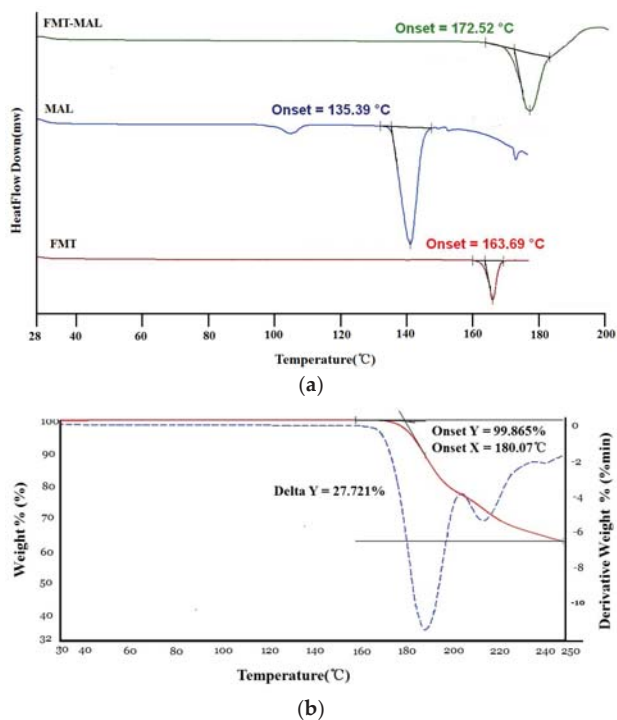 FMT-MAL
Onset = 172.52 °C
MAL
Onset = 135.39 °C
HeatFlow Down(mw)
FMT
Onset = 163.69 °C
28 40 60 80 100 120 140 160 180 200
Temperature(℃)
(a)
100
90
80
70
60
50
40
32
Weight % (%)
Onset Y = 99.865%
Onset X = 180.07℃
Delta Y = 27.721%
0
-2
-4
-6
-8
-10
Derivative Weight % (%min)
30 40 60 80 100 120 140 160 180 200 220 240 250
Temperature(℃)
(b)